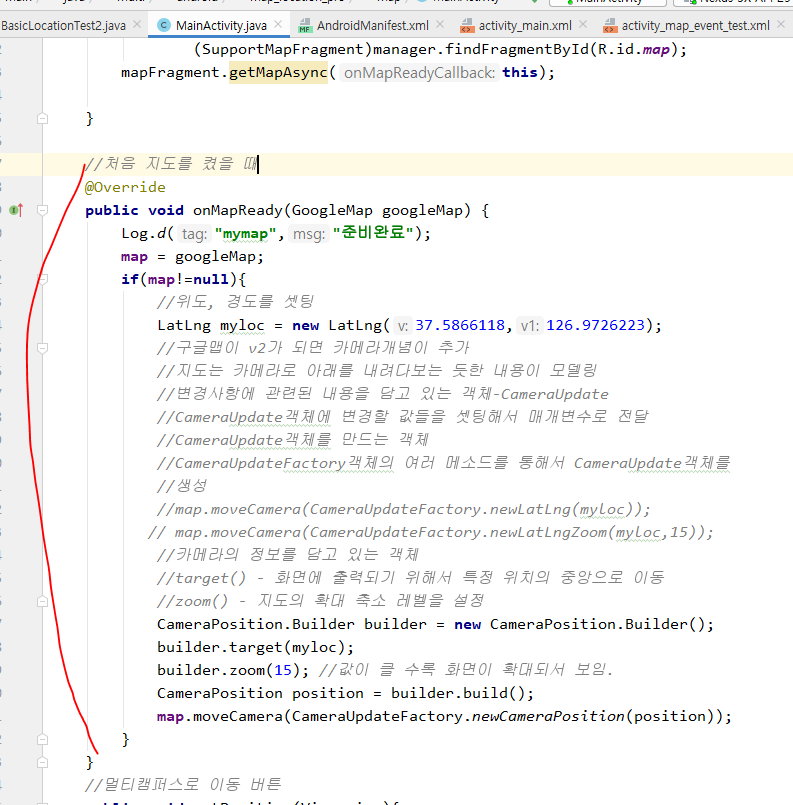 BasicLocationTest2.java MainActivity.java AndroidManifest.xml activity_main.xml activity_map_event_test.xml
(SupportMapFragment)manager.findFragmentById(R.id.map);
mapFragment.getMapAsync( onMapReadyCallback: this);
}
//처음 지도를 켰을 때
@Override
public void onMapReady(GoogleMap googleMap) {
Log.d( tag: "mymap", msg: "준비완료");
map = googleMap;
if(map!=null){
//위도, 경도를 셋팅
LatLng myloc = new LatLng( v: 37.5866118, v1: 126.9726223);
//구글맵이 v2가 되면 카메라개념이 추가
//지도는 카메라로 아래를 내려다보는 듯한 내용이 모델링
//변경사항에 관련된 내용을 담고 있는 객체-CameraUpdate
//CameraUpdate객체에 변경할 값들을 셋팅해서 매개변수로 전달
//CameraUpdate객체를 만드는 객체
//CameraUpdateFactory객체의 여러 메소드를 통해서 CameraUpdate객체를
//생성
//map.moveCamera(CameraUpdateFactory.newLatLng(myloc));
// map.moveCamera(CameraUpdateFactory.newLatLngZoom(myloc,15));
//카메라의 정보를 담고 있는 객체
//target() - 화면에 출력되기 위해서 특정 위치의 중앙으로 이동
//zoom() - 지도의 확대 축소 레벨을 설정
CameraPosition.Builder builder = new CameraPosition.Builder();
builder.target(myloc);
builder.zoom(15); //값이 클 수록 화면이 확대되서 보임.
CameraPosition position = builder.build();
map.moveCamera(CameraUpdateFactory.newCameraPosition(position));
}
}
//멀티캠퍼스로 이동 버튼